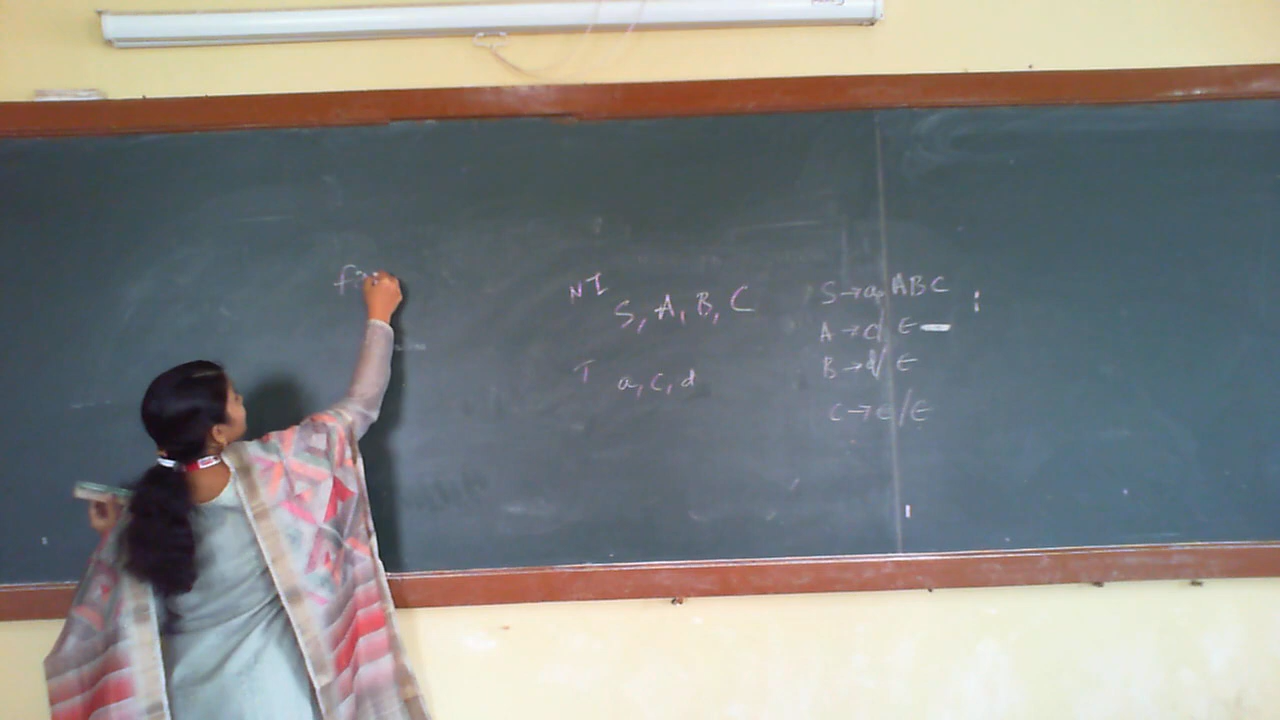 NT
S, A, B, C
T a, c, d
S→a ABC
A→c/ ϵ
B→d/ ϵ
C→e/ϵ